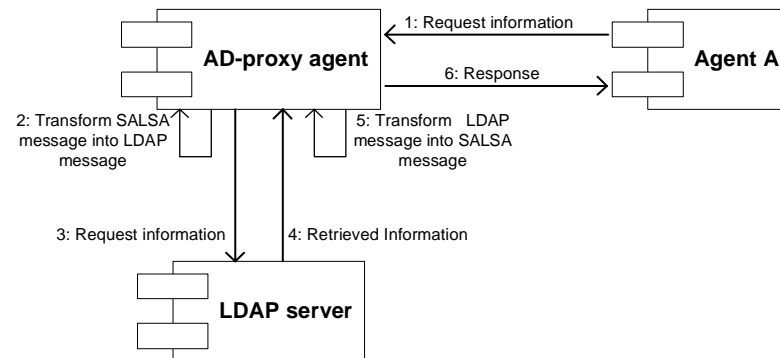 1: Request information
AD-proxy agent
Agent A
6: Response
2: Transform SALSA
message into LDAP
message
5: Transform LDAP
message into SALSA
message
3: Request information
4: Retrieved Information
LDAP server